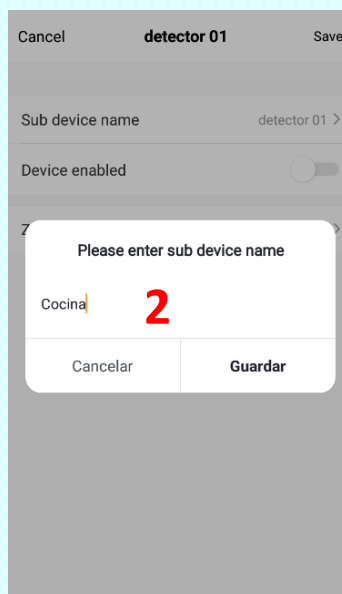 Cancel detector 01 Save
Sub device name detector 01 >
Device enabled
Z
Please enter sub device name
Cocina 2
Cancelar Guardar